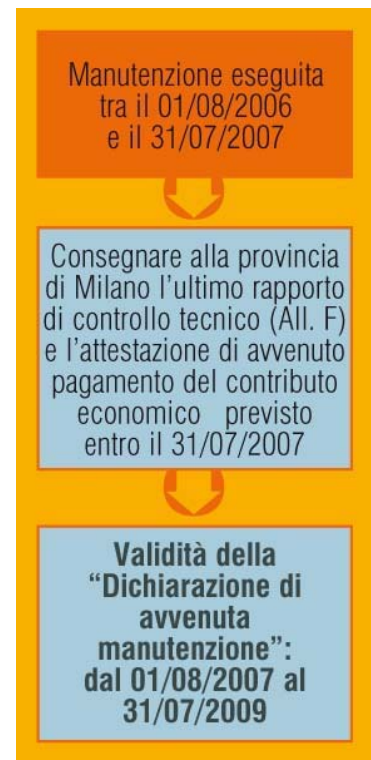 Manutenzione eseguita
tra il 01/08/2006
e il 31/07/2007
Consegnare alla provincia
di Milano l'ultimo rapporto
di controllo tecnico (All. F)
e l'attestazione di avvenuto
pagamento del contributo
economico previsto
entro il 31/07/2007
Validità della
“Dichiarazione di
avvenuta
manutenzione”:
dal 01/08/2007 al
31/07/2009